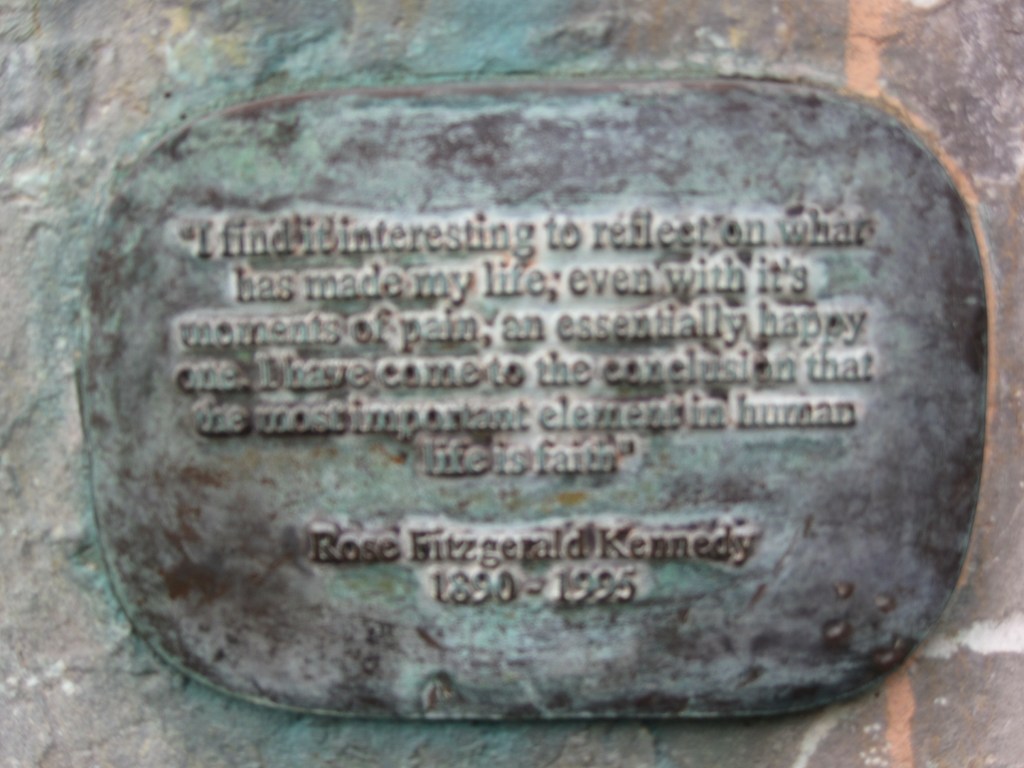 "I find it interesting to reflect on what
has made my life; even with it's
moments of pain, an essentially happy
one. I have come to the conclusion that
the most important element in human
life is faith"
Rose Fitzgerald Kennedy
1890 - 1995